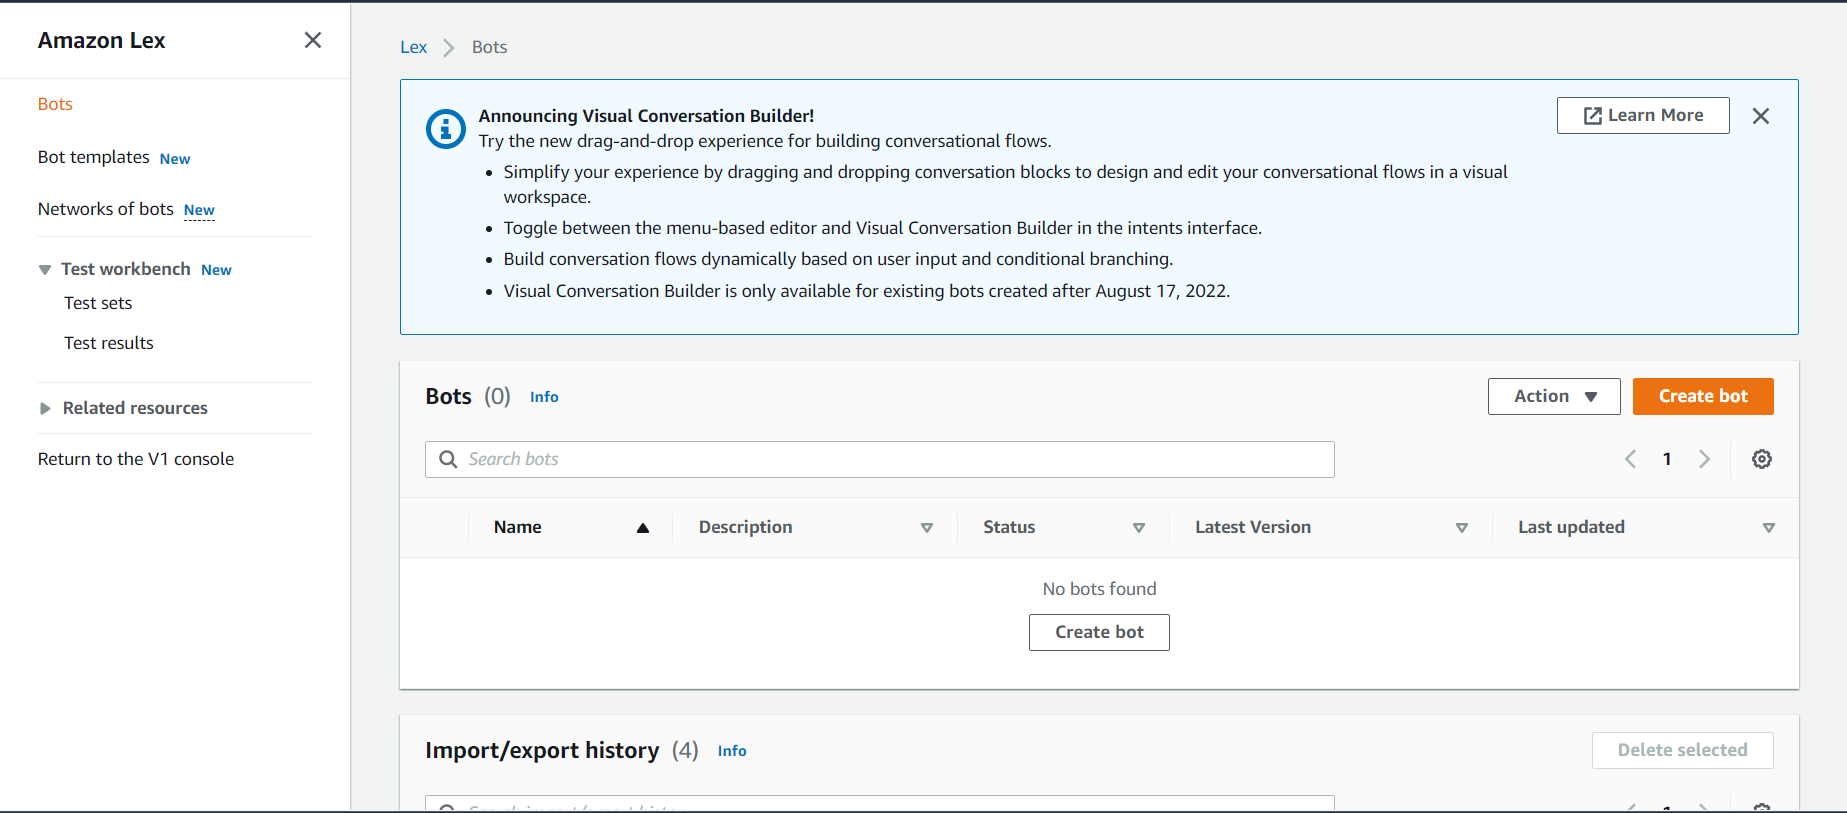 Amazon Lex
Bots
Bot templates New
Networks of bots New
Test workbench New
Test sets
Test results
Related resources
Return to the V1 console
Lex
Bots
Announcing Visual Conversation Builder!
Learn More
Try the new drag-and-drop experience for building conversational flows.
• Simplify your experience by dragging and dropping conversation blocks to design and edit your conversational flows in a visual
workspace.
• Toggle between the menu-based editor and Visual Conversation Builder in the intents interface.
• Build conversation flows dynamically based on user input and conditional branching.
• Visual Conversation Builder is only available for existing bots created after August 17, 2022.
Bots (0) Info
Action
Create bot
Search bots
1
Name Description Status Latest Version Last updated
No bots found
Create bot
Import/export history (4) Info
Delete selected
Search import/export history
1